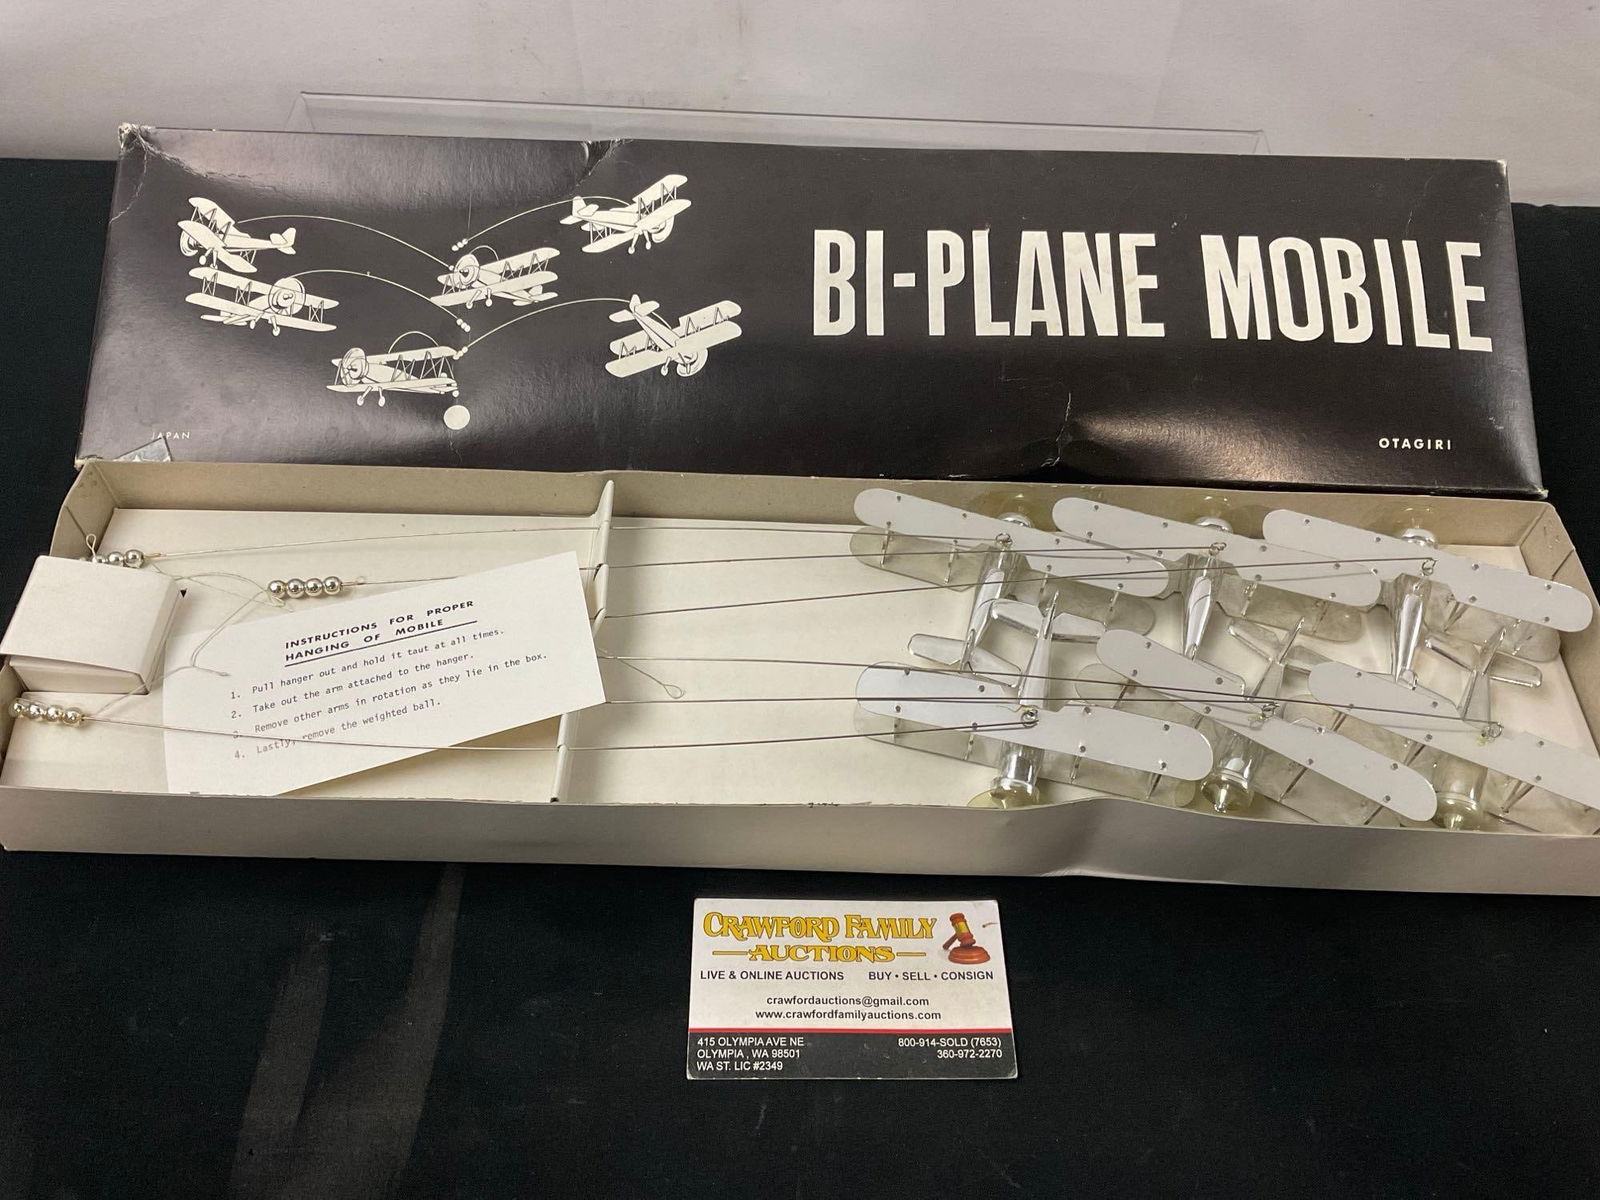 BI-PLANE MOBILE
JAPAN
OTAGIRI
INSTRUCTIONS FOR PROPER
HANGING OF MOBILE
1. Pull hanger out and hold it taut at all times.
2. Take out the arm attached to the hanger.
3. Remove other arms in rotation as they lie in the box.
4. Lastly, remove the weighted ball.
CRAWFORD FAMILY
AUCTIONS
LIVE & ONLINE AUCTIONS BUY • SELL • CONSIGN
crawfordauctions@gmail.com
www.crawfordfamilyauctions.com
415 OLYMPIA AVE NE 800-914-SOLD (7653)
OLYMPIA , WA 98501 360-972-2270
WA ST. LIC #2349